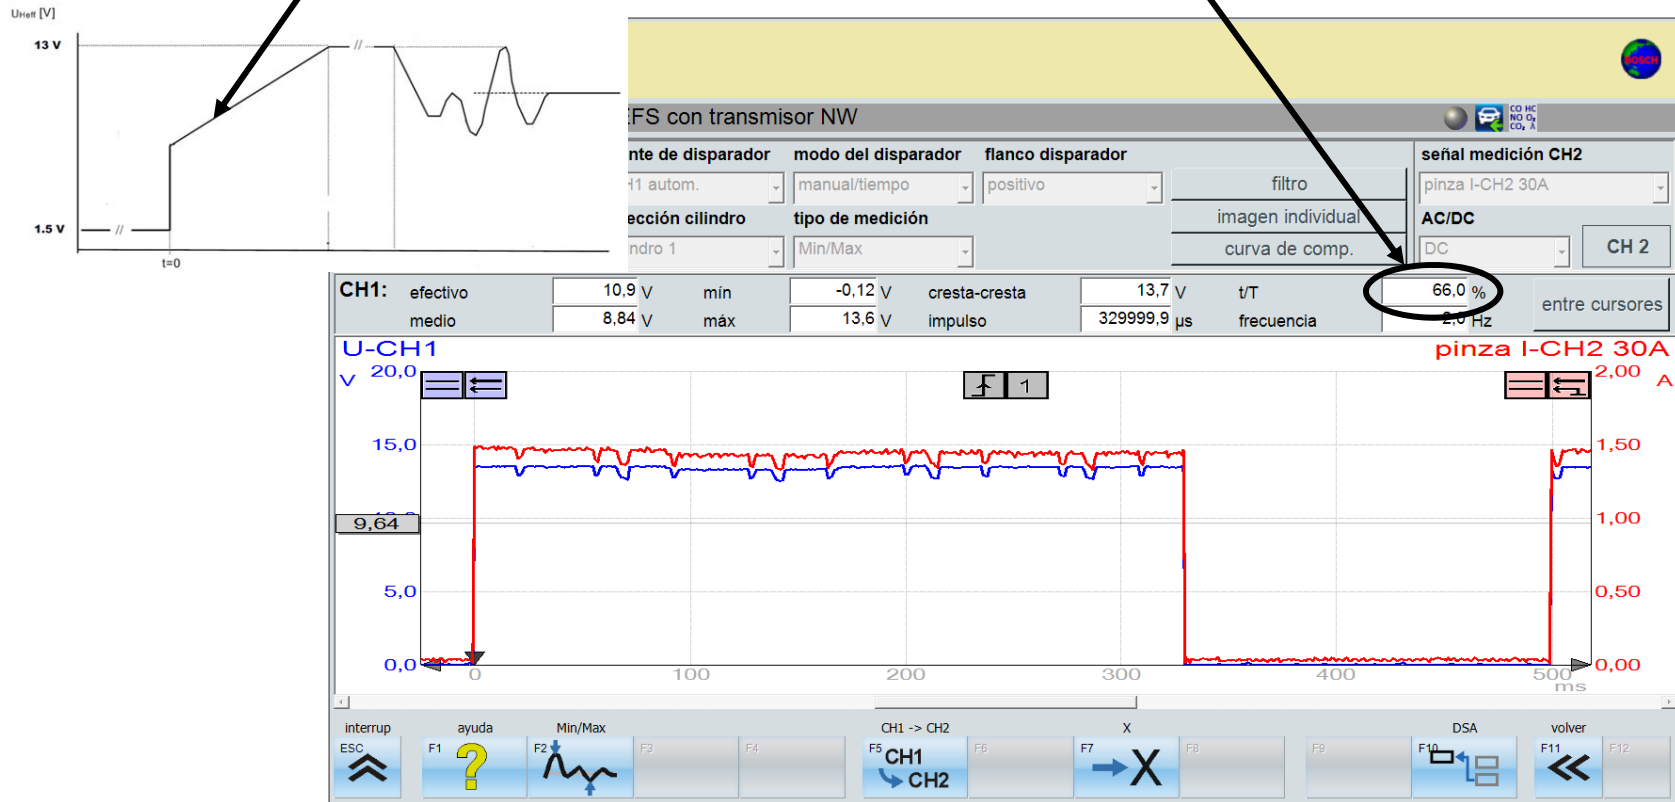 UHeff [V]
13 V
1.5 V
t=0
BOSCH
EFS con transmisor NW
CO HC
NO O₂
CO₂ λ
nte de disparador modo del disparador flanco disparador señal medición CH2
H1 autom. manual/tiempo positivo filtro pinza I-CH2 30A
ección cilindro tipo de medición imagen individual AC/DC
ndro 1 Min/Max curva de comp. DC CH 2
CH1: efectivo 10,9 V mín -0,12 V cresta-cresta 13,7 V t/T 66,0 %
medio 8,84 V máx 13,6 V impulso 329999,9 µs frecuencia 2,0 Hz
entre cursores
U-CH1 pinza I-CH2 30A
V 20,0 1 2,00 A
15,0 1,50
10,0 1,00
9,64
5,0 0,50
0,0 0,00
0 100 200 300 400 500
ms
interrup ayuda Min/Max CH1 -> CH2 X DSA volver
ESC F1 ? F2 F3 F4 F5 CH1 F6 F7 X F8 F9 F10 F11 F12
CH2